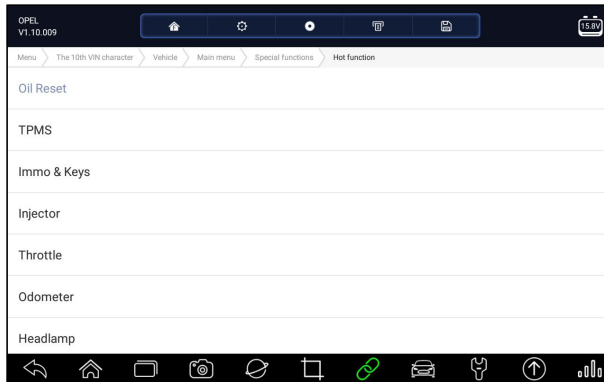 OPEL
V1.10.009
15.8V
Menu The 10th VIN character Vehicle Main menu Special functions Hot function
Oil Reset
TPMS
Immo & Keys
Injector
Throttle
Odometer
Headlamp